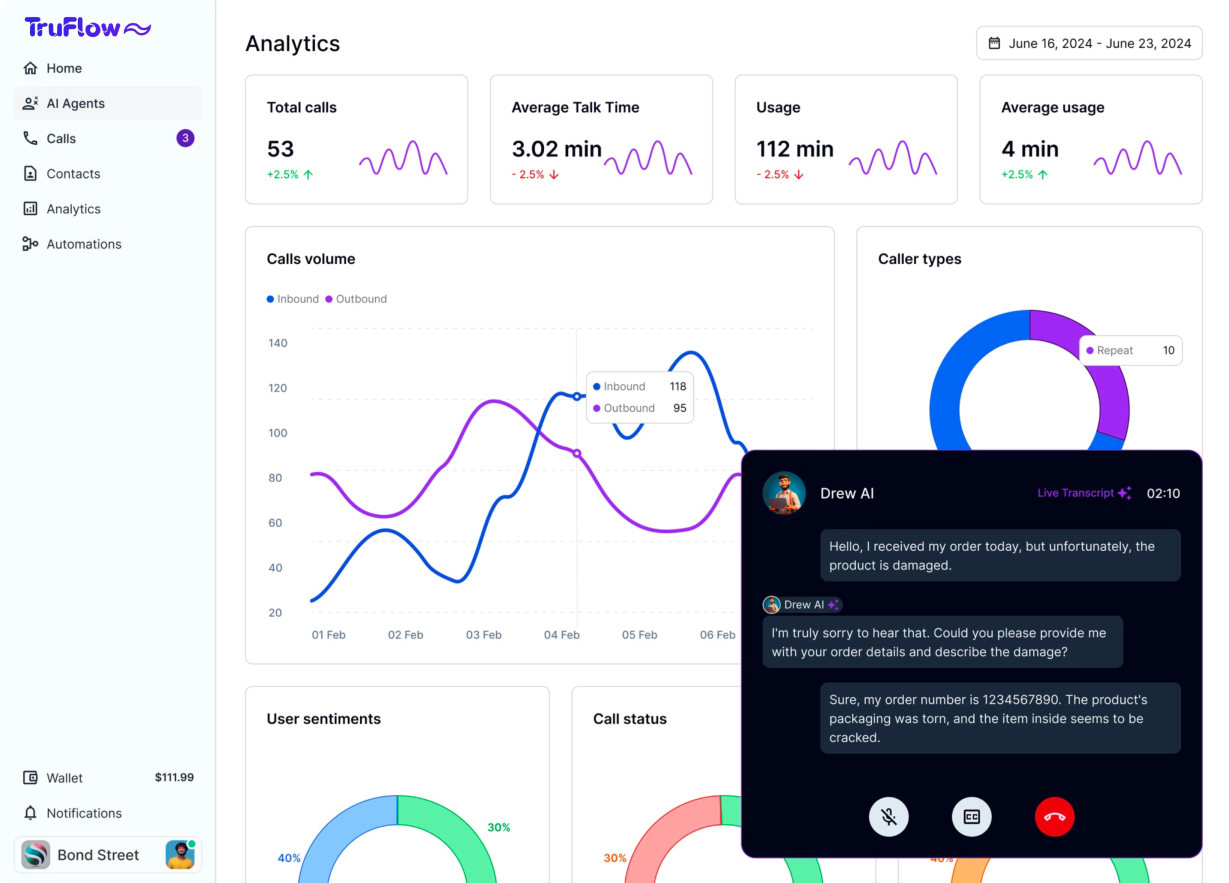 TruFlow
Home
AI Agents
Calls
3
Contacts
Analytics
Automations
Wallet
$111.99
Notifications
Bond Street
Analytics
June 16, 2024 - June 23, 2024
Total calls
53
+2.5%
Average Talk Time
3.02 min
- 2.5%
Usage
112 min
- 2.5%
Average usage
4 min
+2.5%
Calls volume
Inbound Outbound
140
120
100
80
60
40
20
01 Feb 02 Feb 03 Feb 04 Feb 05 Feb 06 Feb
Inbound 118
Outbound 95
Caller types
Repeat 10
User sentiments
30%
40%
Call status
30%
40%
Drew AI
Live Transcript
02:10
Hello, I received my order today, but unfortunately, the
product is damaged.
Drew AI
I'm truly sorry to hear that. Could you please provide me
with your order details and describe the damage?
Sure, my order number is 1234567890. The product's
packaging was torn, and the item inside seems to be
cracked.
CC